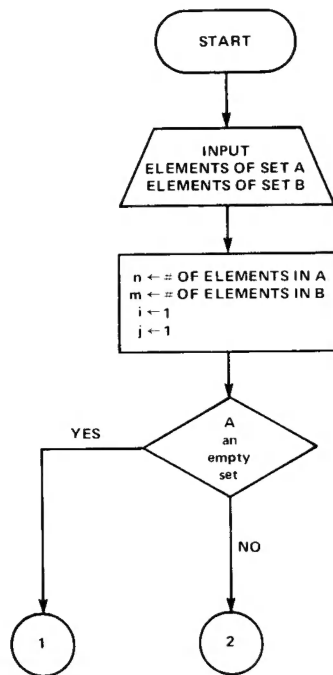 START
INPUT
ELEMENTS OF SET A
ELEMENTS OF SET B
n ← # OF ELEMENTS IN A
m ← # OF ELEMENTS IN B
i ← 1
j ← 1
A
an
empty
set
YES
NO
1
2